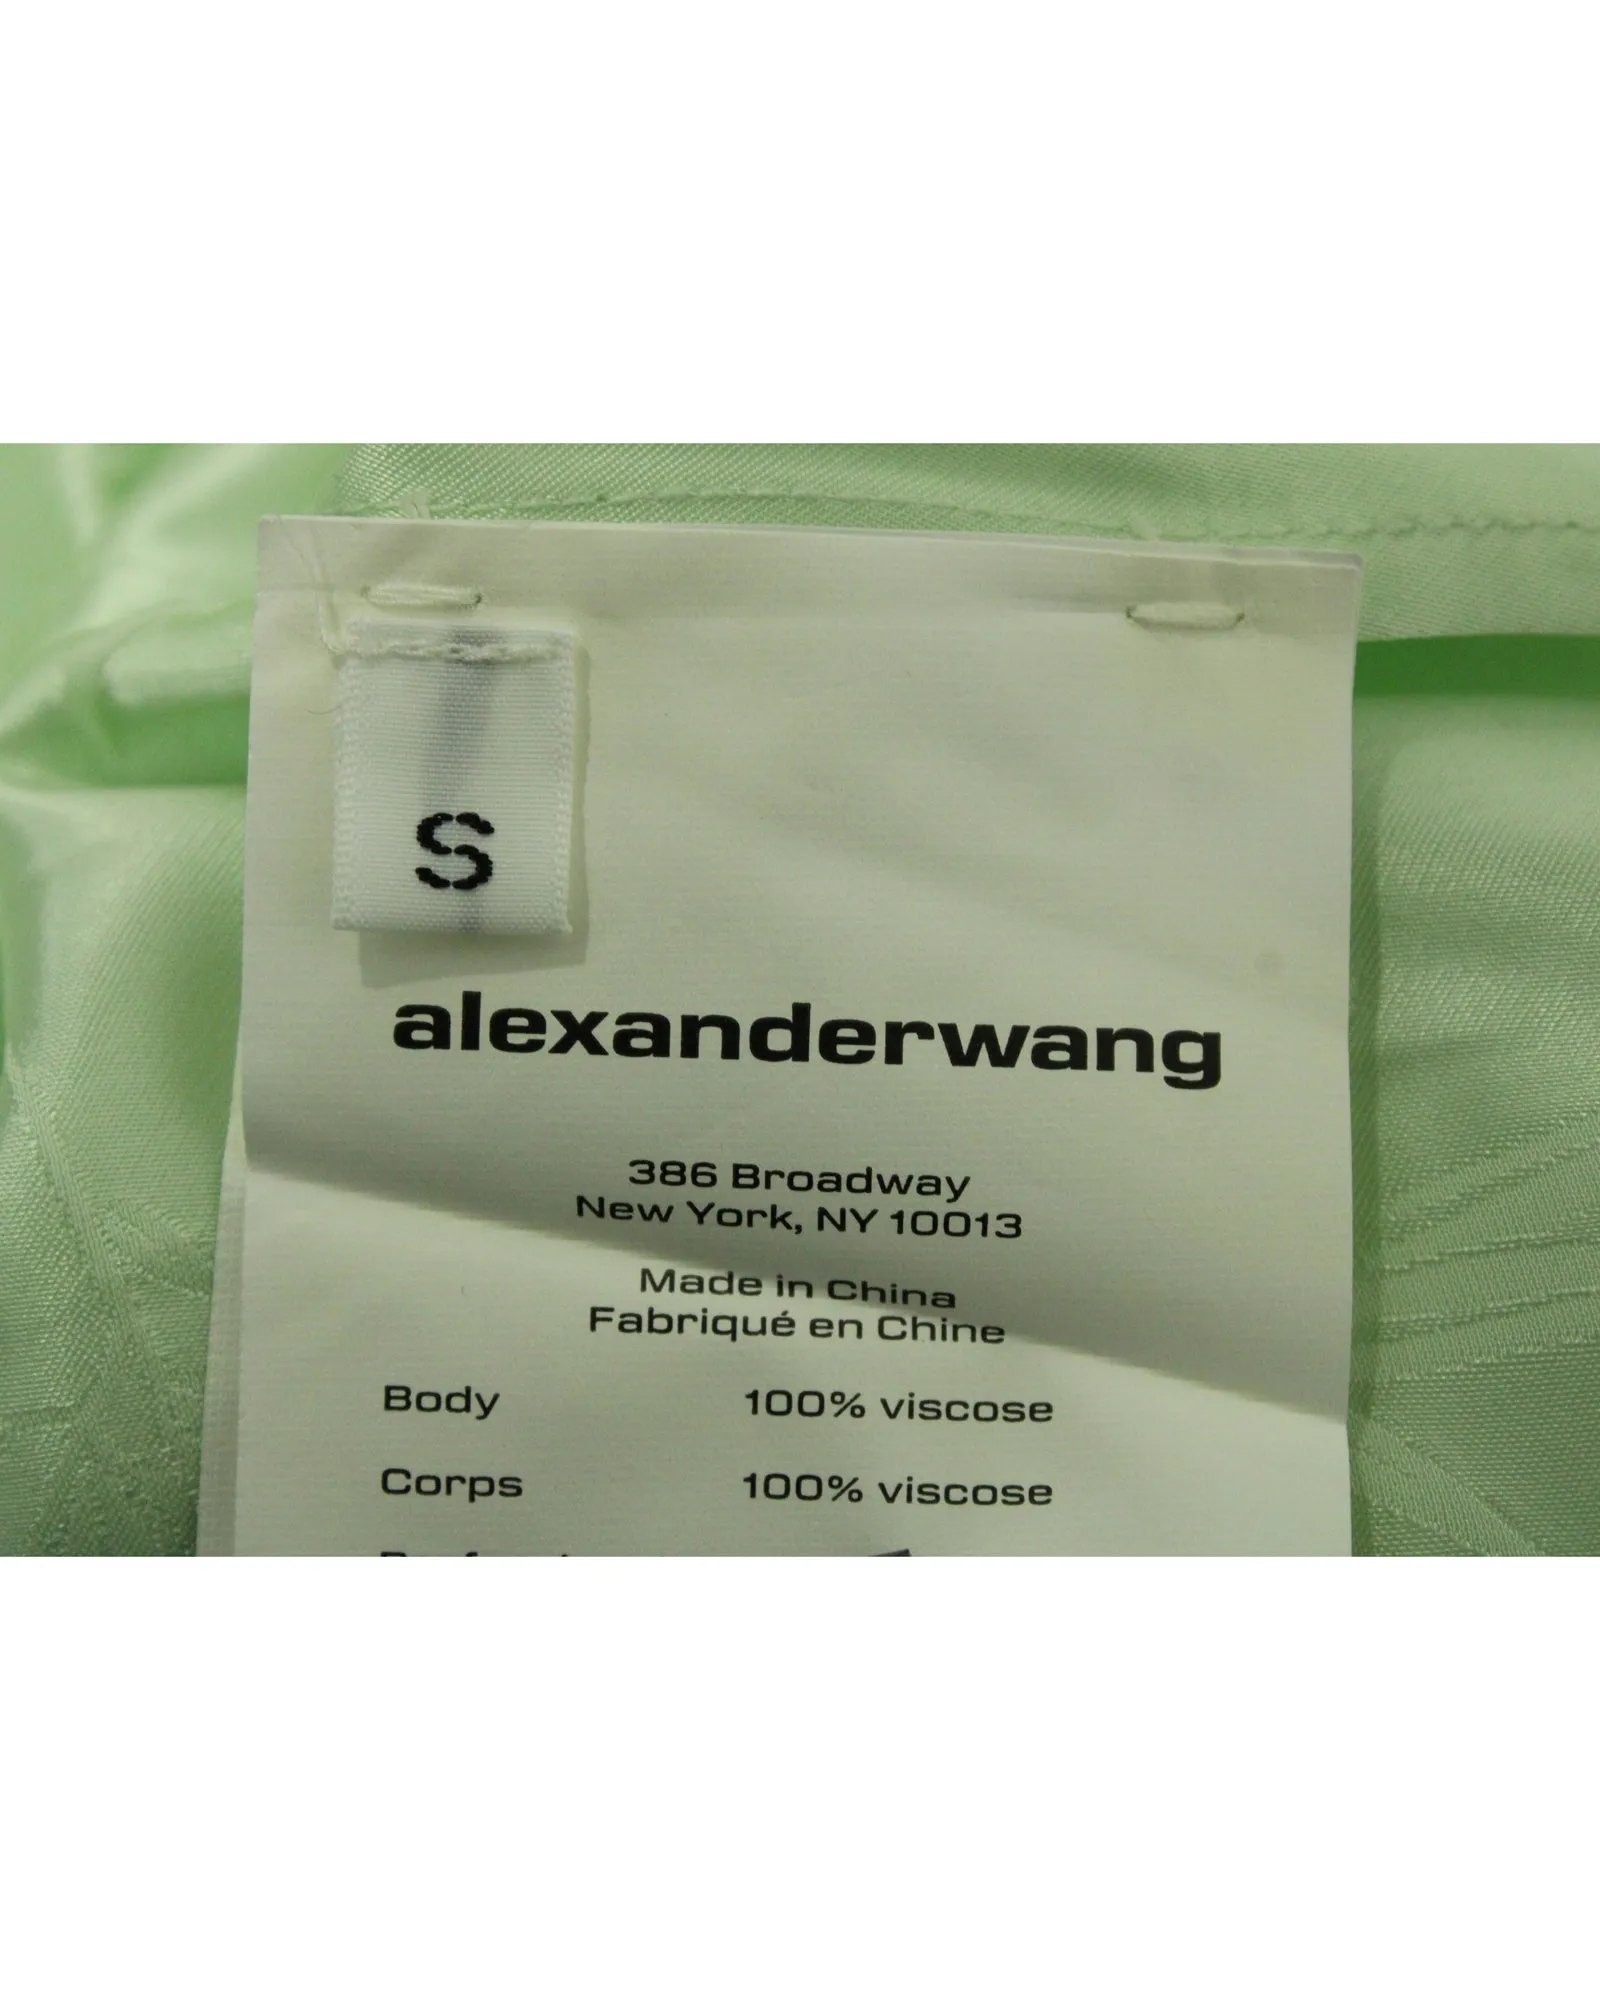 S
alexanderwang
386 Broadway
New York, NY 10013
Made in China
Fabriqué en Chine
Body 100% viscose
Corps 100% viscose